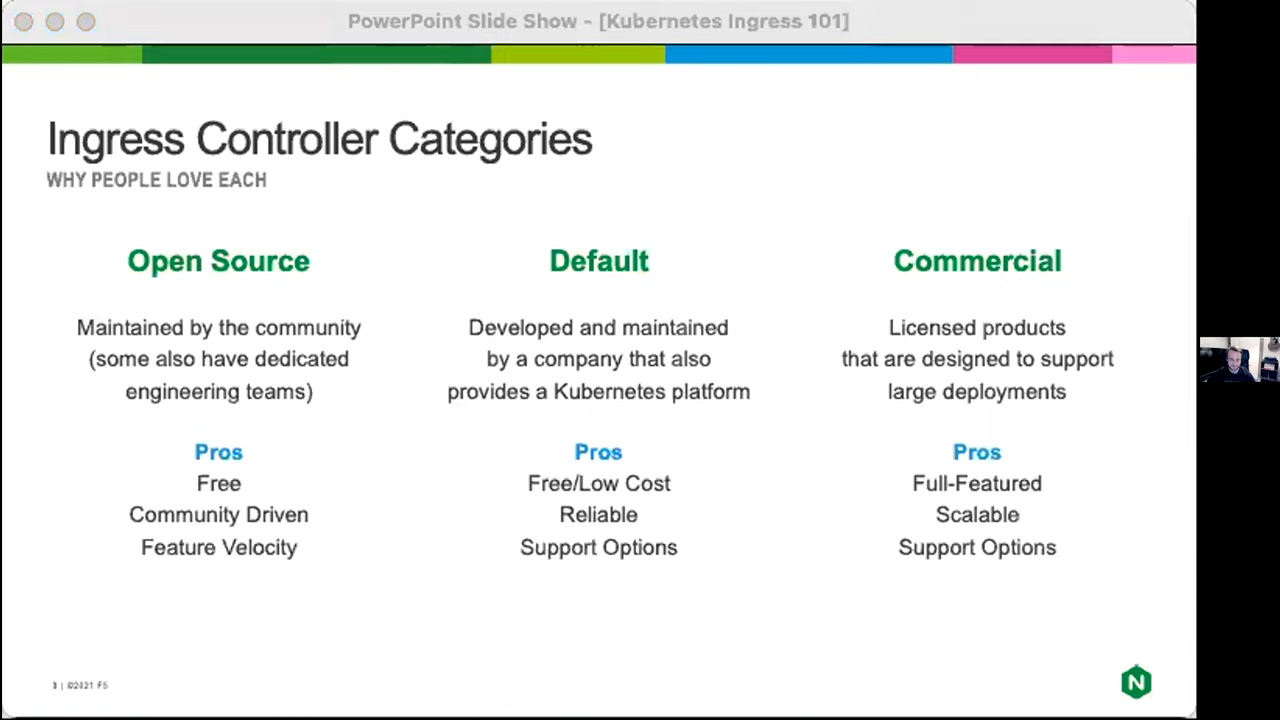 PowerPoint Slide Show - [Kubernetes Ingress 101]
Ingress Controller Categories
WHY PEOPLE LOVE EACH
Open Source
Maintained by the community
(some also have dedicated
engineering teams)
Pros
Free
Community Driven
Feature Velocity
Default
Developed and maintained
by a company that also
provides a Kubernetes platform
Pros
Free/Low Cost
Reliable
Support Options
Commercial
Licensed products
that are designed to support
large deployments
Pros
Full-Featured
Scalable
Support Options
3 | ©2021 F5
N